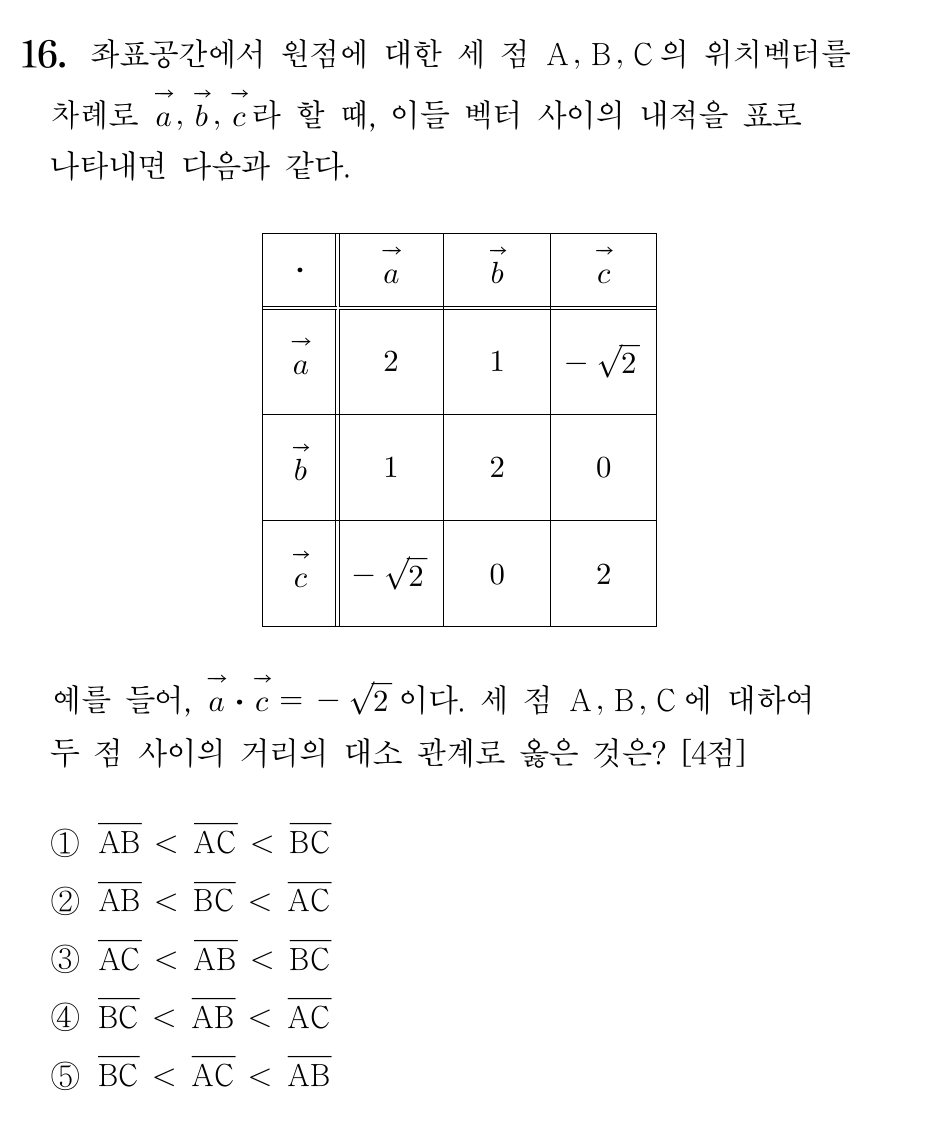 16. 좌표공간에서 원점에 대한 세 점 A, B, C의 위치벡터를
차례로 $\vec{a}$, $\vec{b}$, $\vec{c}$라 할 때, 이들 벡터 사이의 내적을 표로
나타내면 다음과 같다.
· $\vec{a}$ $\vec{b}$ $\vec{c}$
$\vec{a}$ 2 1 $-\sqrt{2}$
$\vec{b}$ 1 2 0
$\vec{c}$ $-\sqrt{2}$ 0 2
예를 들어, $\vec{a} \cdot \vec{c} = -\sqrt{2}$ 이다. 세 점 A, B, C에 대하여
두 점 사이의 거리의 대소 관계로 옳은 것은? [4점]
① $\overline{AB} < \overline{AC} < \overline{BC}$
② $\overline{AB} < \overline{BC} < \overline{AC}$
③ $\overline{AC} < \overline{AB} < \overline{BC}$
④ $\overline{BC} < \overline{AB} < \overline{AC}$
⑤ $\overline{BC} < \overline{AC} < \overline{AB}$